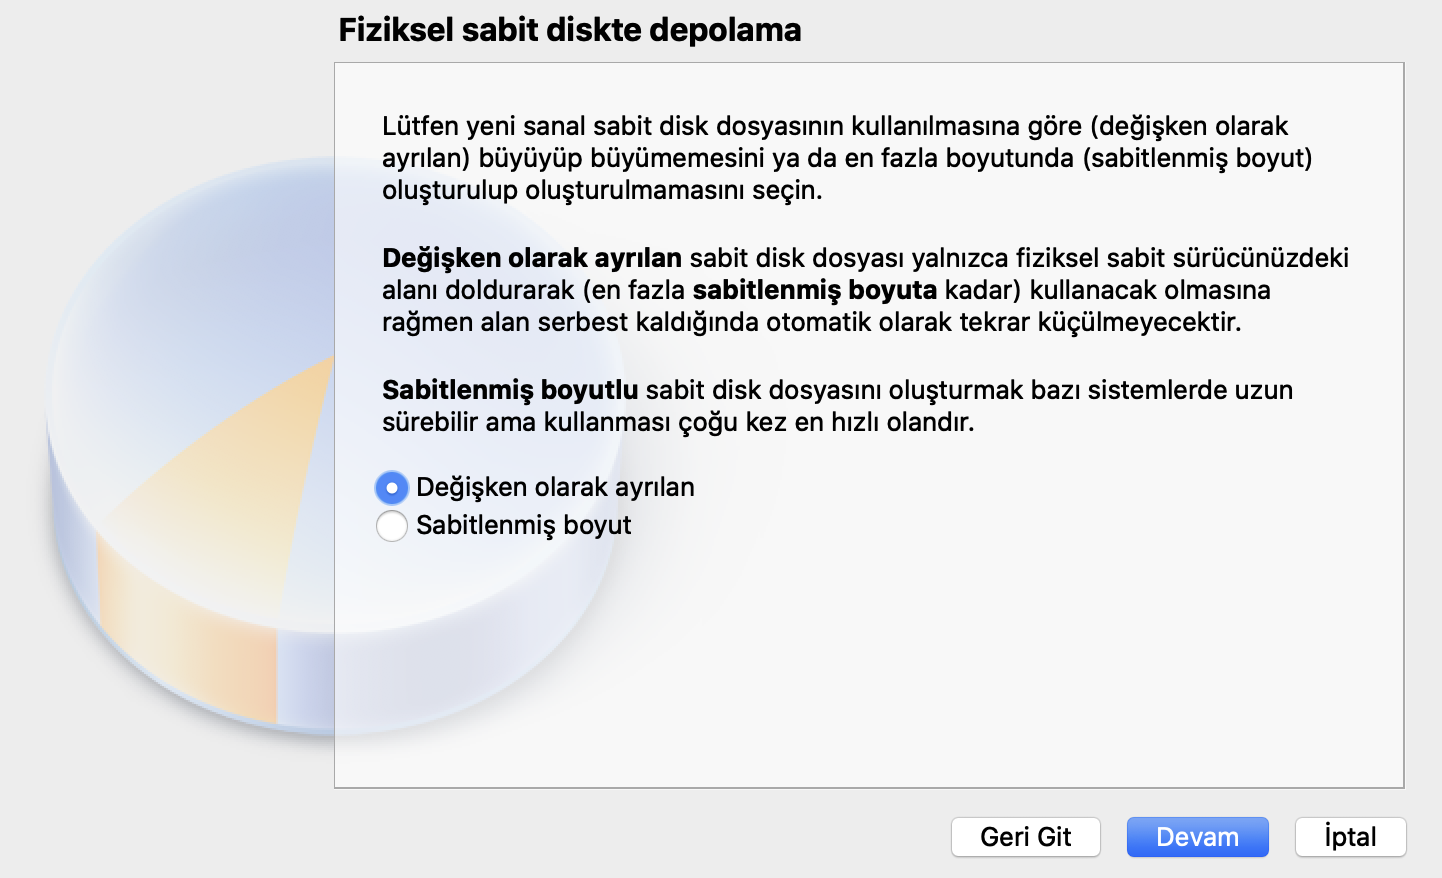 Fiziksel sabit diskte depolama
Lütfen yeni sanal sabit disk dosyasının kullanılmasına göre (değişken olarak
ayrılan) büyüyüp büyümemesini ya da en fazla boyutunda (sabitlenmiş boyut)
oluşturulup oluşturulmamasını seçin.
Değişken olarak ayrılan sabit disk dosyası yalnızca fiziksel sabit sürücünüzdeki
alanı doldurarak (en fazla sabitlenmiş boyuta kadar) kullanacak olmasına
rağmen alan serbest kaldığında otomatik olarak tekrar küçülmeyecektir.
Sabitlenmiş boyutlu sabit disk dosyasını oluşturmak bazı sistemlerde uzun
sürebilir ama kullanması çoğu kez en hızlı olandır.
Değişken olarak ayrılan
Sabitlenmiş boyut
Geri Git Devam İptal